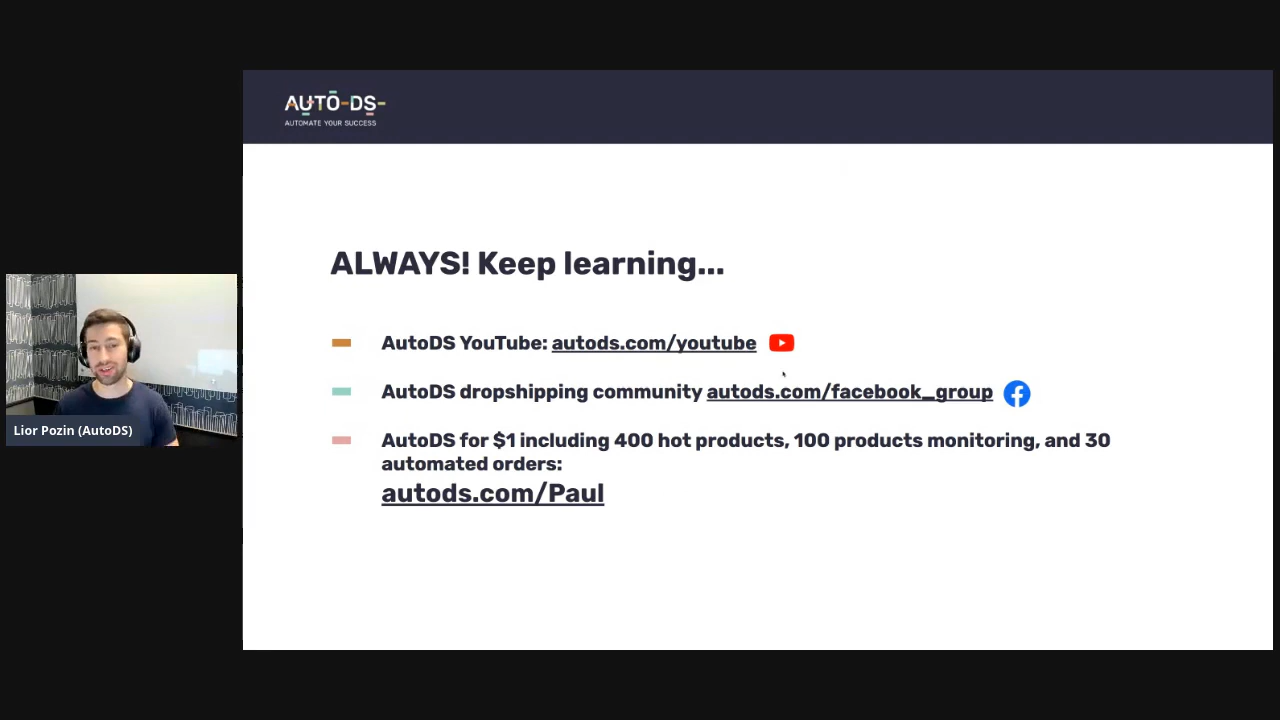 AUTO-DS-
AUTOMATE YOUR SUCCESS
ALWAYS! Keep learning...
AutoDS YouTube: autods.com/youtube
AutoDS dropshipping community autods.com/facebook_group
AutoDS for $1 including 400 hot products, 100 products monitoring, and 30
automated orders:
autods.com/Paul
Lior Pozin (AutoDS)